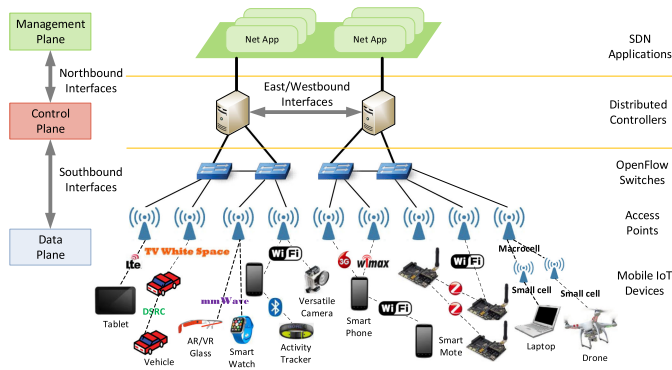 Management
Plane
Net App
Net App
SDN
Applications
Northbound
Interfaces
East/Westbound
Interfaces
Control
Plane
Distributed
Controllers
Southbound
Interfaces
OpenFlow
Switches
Access
Points
Data
Plane
Macrocell
TV White Space
WiFi
3G
wimax
WiFi
lte
Mobile IoT
Devices
Small cell
Small cell
mmWave
DSRC
Versatile
Camera
WiFi
Z
Z
Tablet
Smart
Phone
AR/VR
Glass
Smart
Watch
Activity
Tracker
Smart
Mote
Laptop
Drone
Vehicle